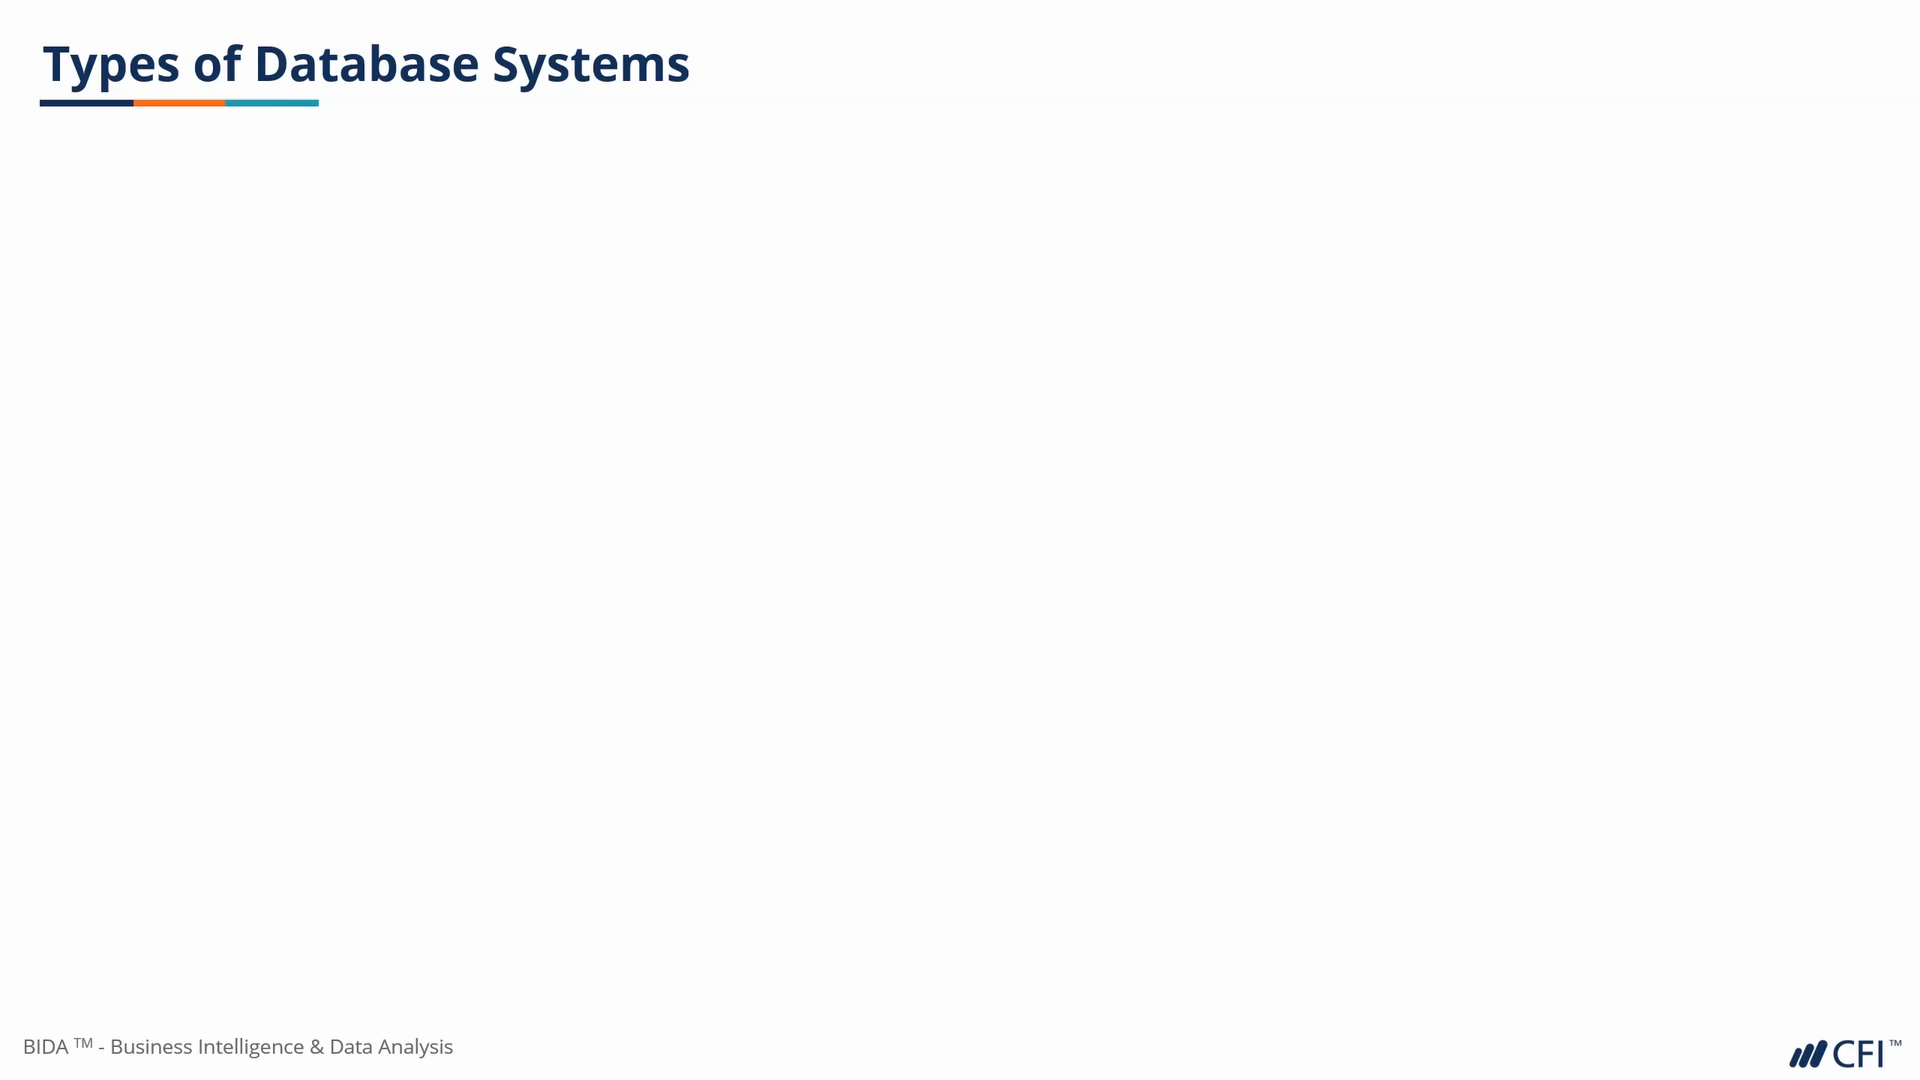 Types of Database Systems
BIDA TM - Business Intelligence & Data Analysis
CFI™